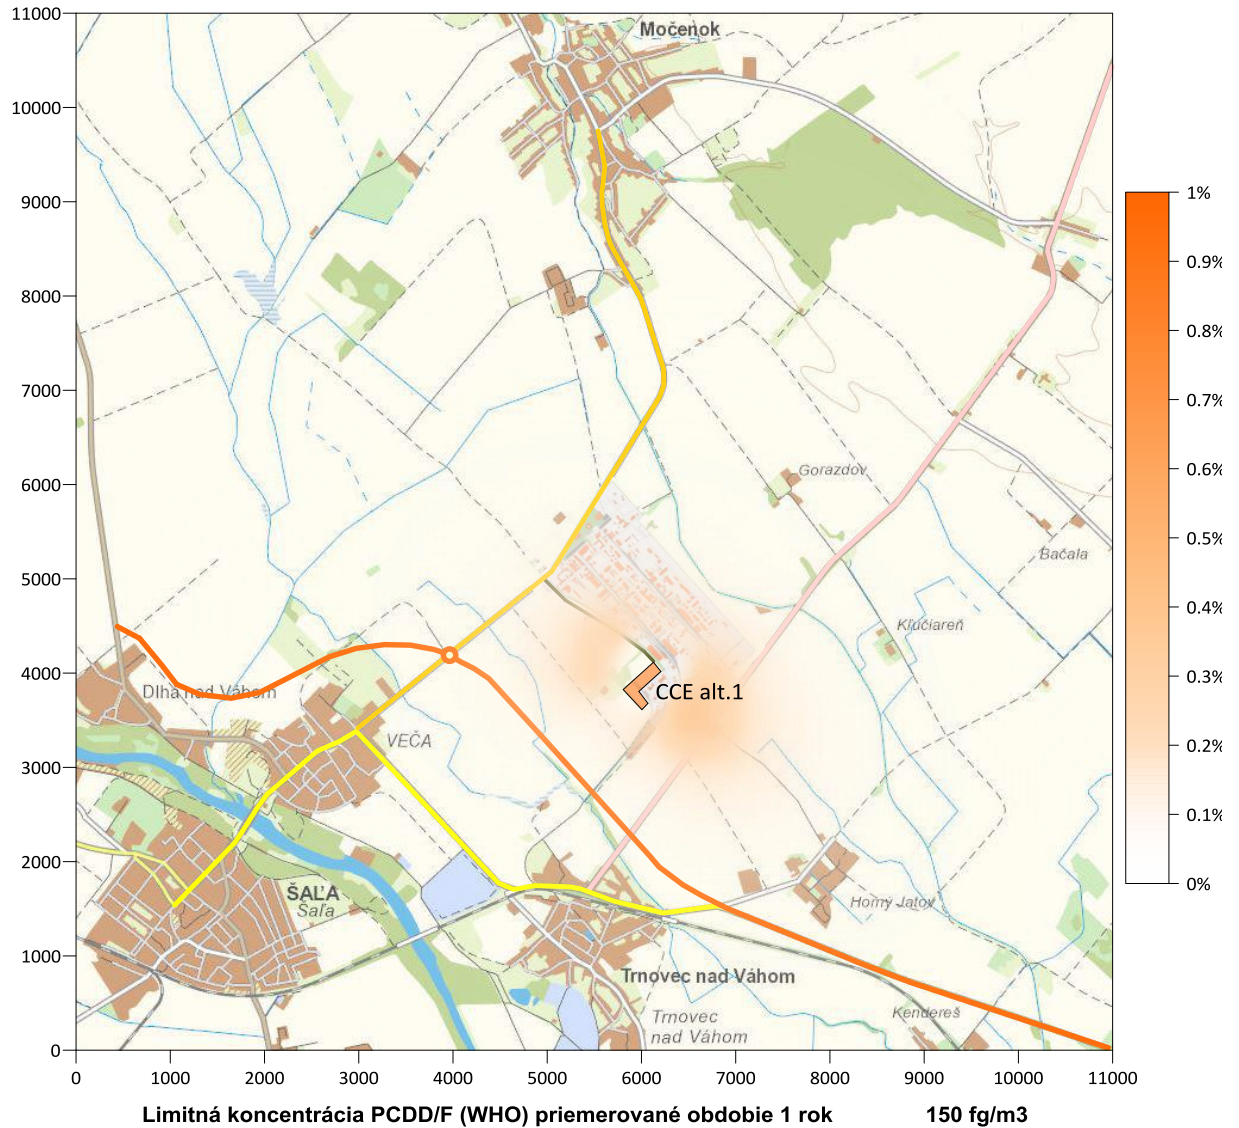 11000
10000
9000
8000
7000
6000
5000
4000
3000
2000
1000
0
Močenok
Gorazdov
Bačala
Kľučiareň
CCE alt.1
Dlhá nad Váhom
VEČA
ŠAĽA
Šaľa
Horný Jatov
Trnovec nad Váhom
Trnovec
nad Váhom
Kendereš
1%
0.9%
0.8%
0.7%
0.6%
0.5%
0.4%
0.3%
0.2%
0.1%
0%
0 1000 2000 3000 4000 5000 6000 7000 8000 9000 10000 11000
Limitná koncentrácia PCDD/F (WHO) priemerované obdobie 1 rok 150 fg/m3